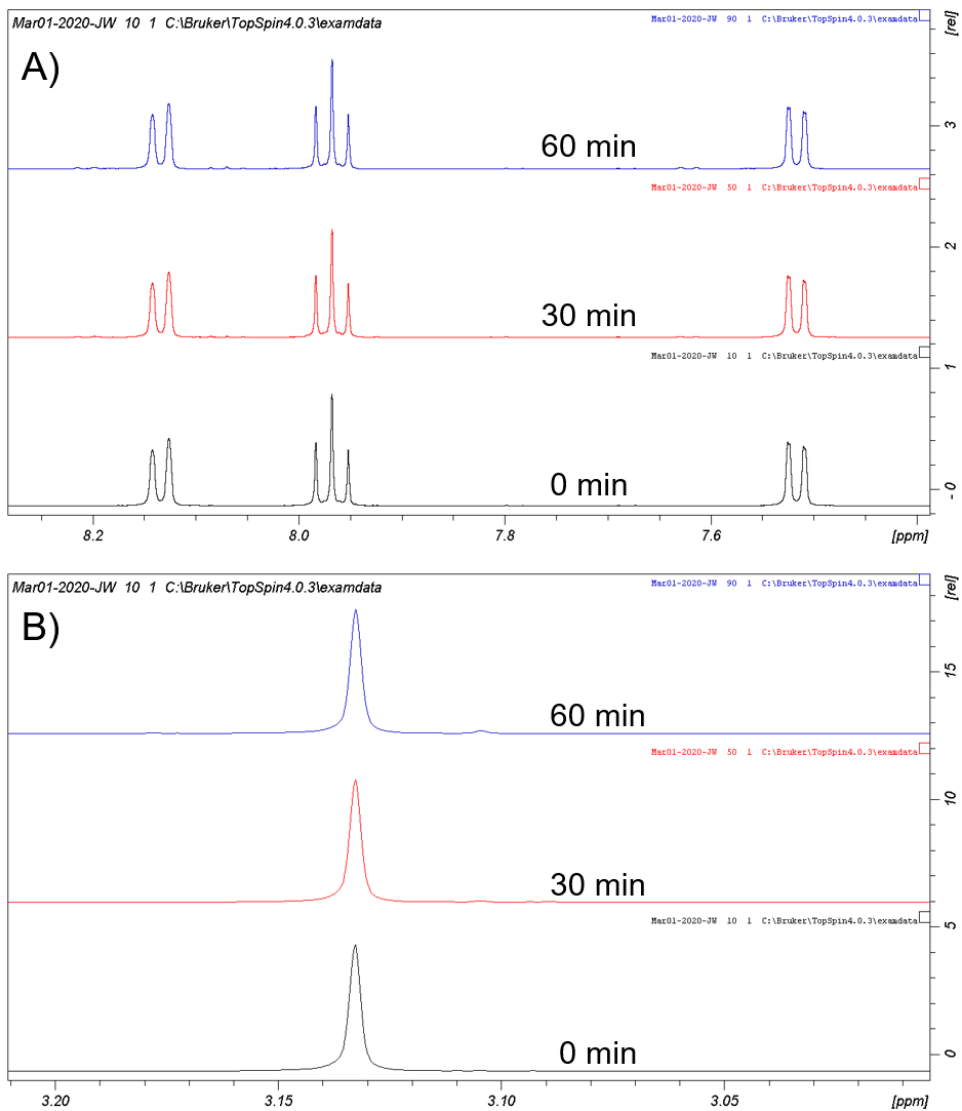 Mar01-2020-JW 10 1 C:\Bruker\TopSpin4.0.3\examdata
Mar01-2020-JW 90 1 C:\Bruker\TopSpin4.0.3\examdata
[rel]
A)
60 min
3
Mar01-2020-JW 50 1 C:\Bruker\TopSpin4.0.3\examdata
2
30 min
Mar01-2020-JW 10 1 C:\Bruker\TopSpin4.0.3\examdata
1
0 min
- 0
8.2 8.0 7.8 7.6 [ppm]
Mar01-2020-JW 10 1 C:\Bruker\TopSpin4.0.3\examdata
Mar01-2020-JW 90 1 C:\Bruker\TopSpin4.0.3\examdata
[rel]
B)
15
60 min
Mar01-2020-JW 50 1 C:\Bruker\TopSpin4.0.3\examdata
10
30 min
Mar01-2020-JW 10 1 C:\Bruker\TopSpin4.0.3\examdata
5
0 min
0
3.20 3.15 3.10 3.05 [ppm]